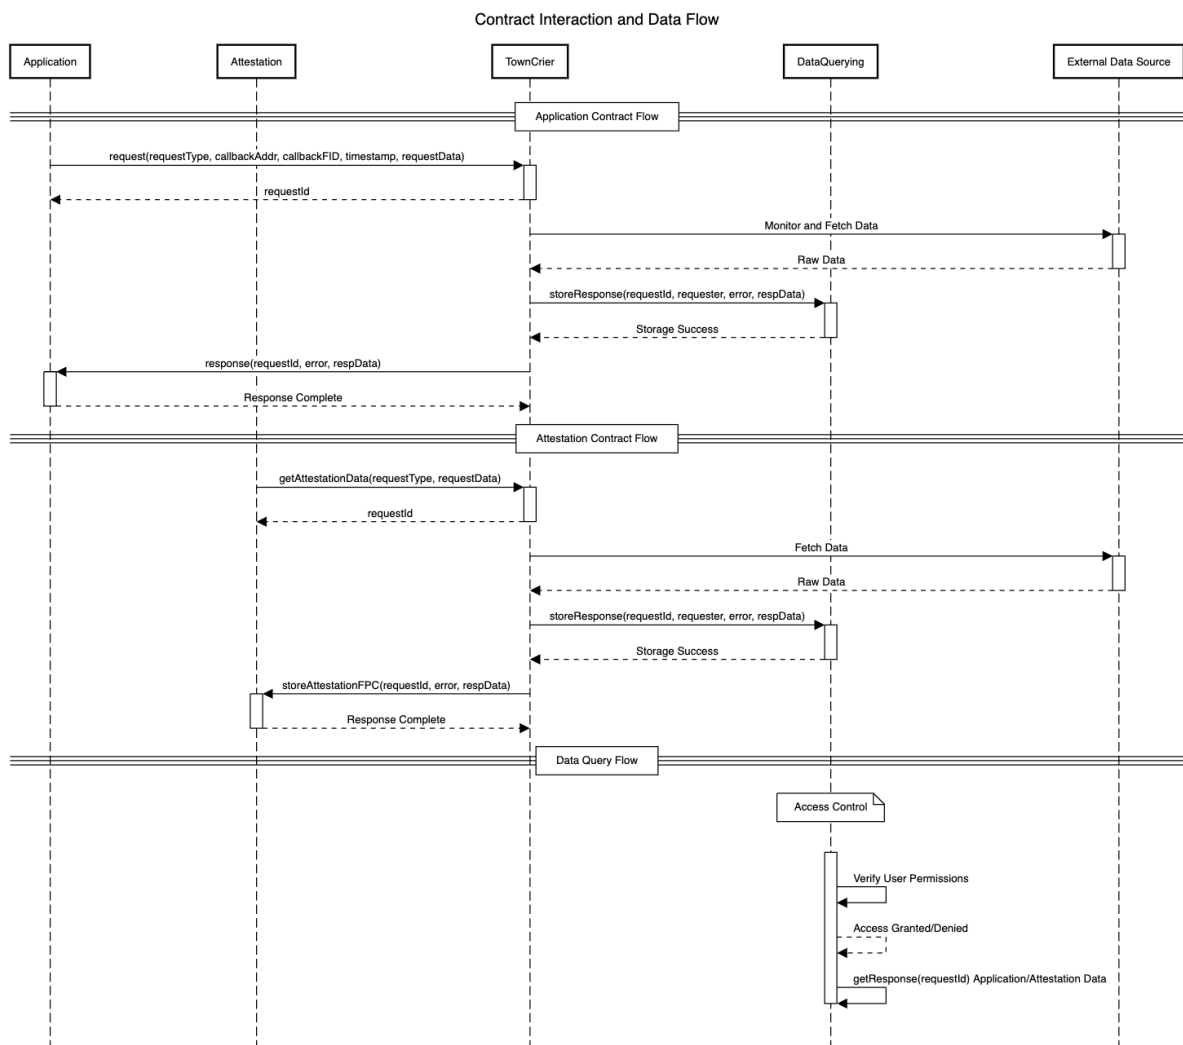 Contract Interaction and Data Flow
Application
Attestation
TownCrier
DataQuerying
External Data Source
Application Contract Flow
request(requestType, callbackAddr, callbackFID, timestamp, requestData)
requestId
Monitor and Fetch Data
Raw Data
storeResponse(requestId, requester, error, respData)
Storage Success
response(requestId, error, respData)
Response Complete
Attestation Contract Flow
getAttestationData(requestType, requestData)
requestId
Fetch Data
Raw Data
storeResponse(requestId, requester, error, respData)
Storage Success
storeAttestationFPC(requestId, error, respData)
Response Complete
Data Query Flow
Access Control
Verify User Permissions
Access Granted/Denied
getResponse(requestId) Application/Attestation Data